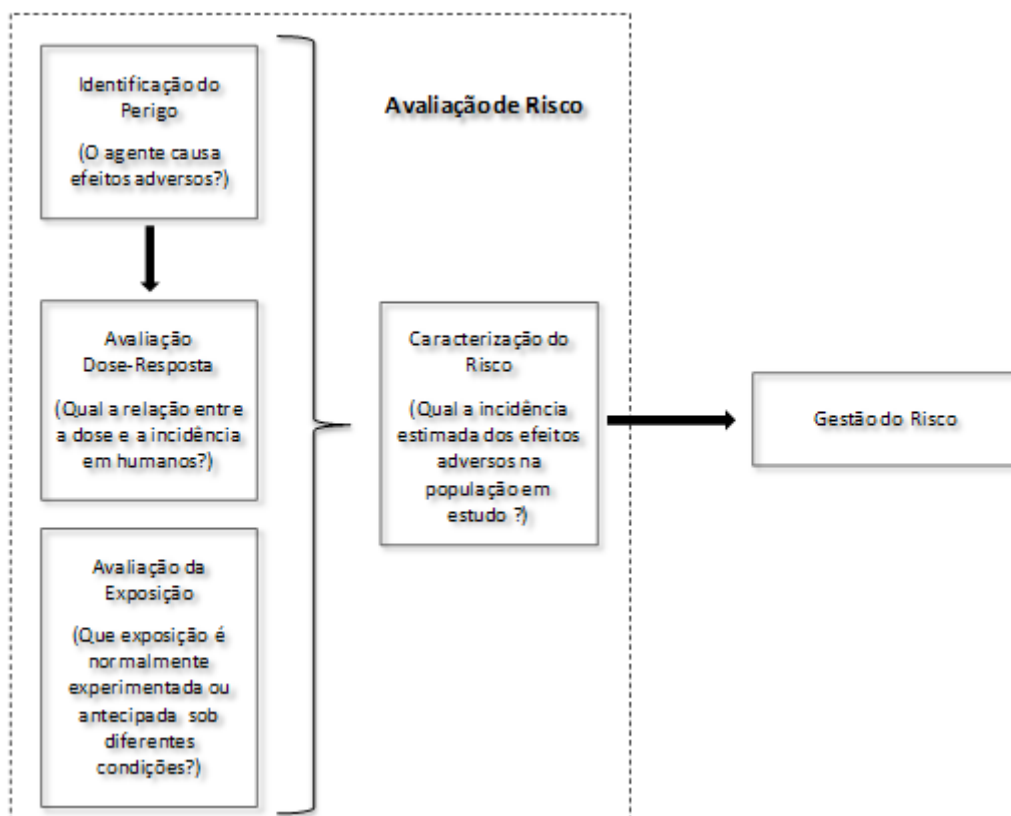 Identificação do
Perigo
(O agente causa
efeitos adversos?)
Avaliação de Risco
Avaliação
Dose-Resposta
(Qual a relação entre
a dose e a incidência
em humanos?)
Caracterização do
Risco
(Qual a incidência
estimada dos efeitos
adversos na
população em
estudo ?)
Gestão do Risco
Avaliação da
Exposição
(Que exposição é
normalmente
experimentada ou
antecipada sob
diferentes
condições?)